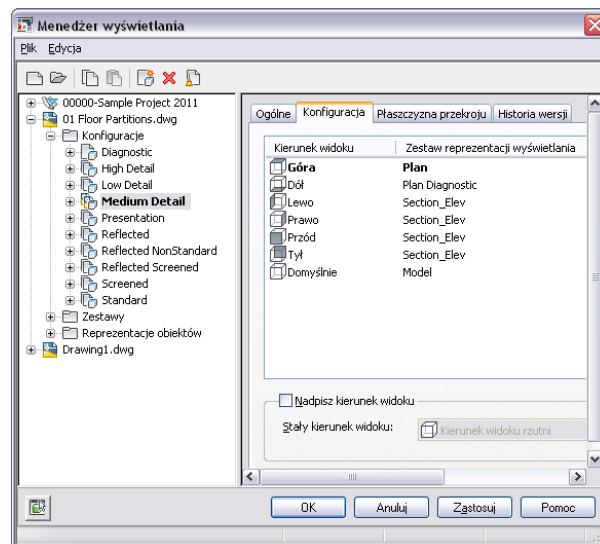 Menedżer wyświetlania
Plik Edycja
00000-Sample Project 2011
01 Floor Partitions.dwg
Konfiguracje
Diagnostic
High Detail
Low Detail
Medium Detail
Presentation
Reflected
Reflected NonStandard
Reflected Screened
Screened
Standard
Zestawy
Reprezentacje obiektów
Drawing1.dwg
Ogólne Konfiguracja Płaszczyzna przekroju Historia wersji
Kierunek widoku Zestaw reprezentacji wyświetlania
Góra Plan
Dół Plan Diagnostic
Lewo Section_Elev
Prawo Section_Elev
Przód Section_Elev
Tył Section_Elev
Domyślnie Model
Nadpisz kierunek widoku
Stały kierunek widoku: Kierunek widoku rzutni
OK Anuluj Zastosuj Pomoc